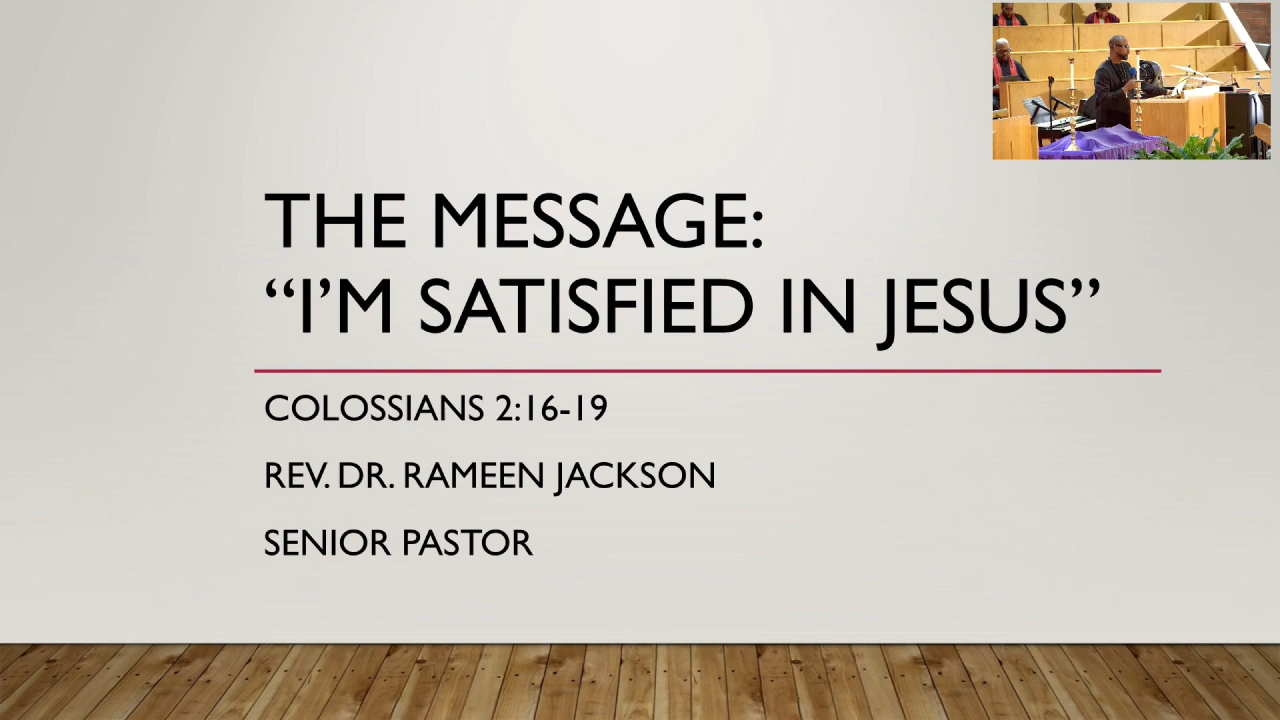 THE MESSAGE:
“I’M SATISFIED IN JESUS”
COLOSSIANS 2:16-19
REV. DR. RAMEEN JACKSON
SENIOR PASTOR